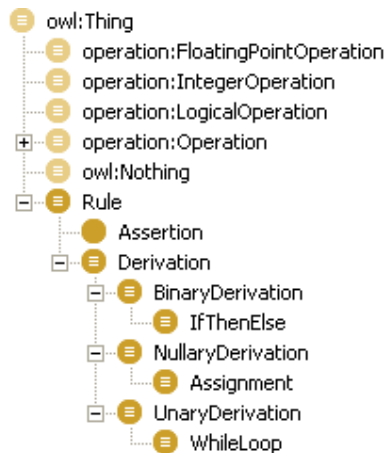 owl:Thing
operation:FloatingPointOperation
operation:IntegerOperation
operation:LogicalOperation
operation:Operation
owl:Nothing
Rule
Assertion
Derivation
BinaryDerivation
IfThenElse
NullaryDerivation
Assignment
UnaryDerivation
WhileLoop